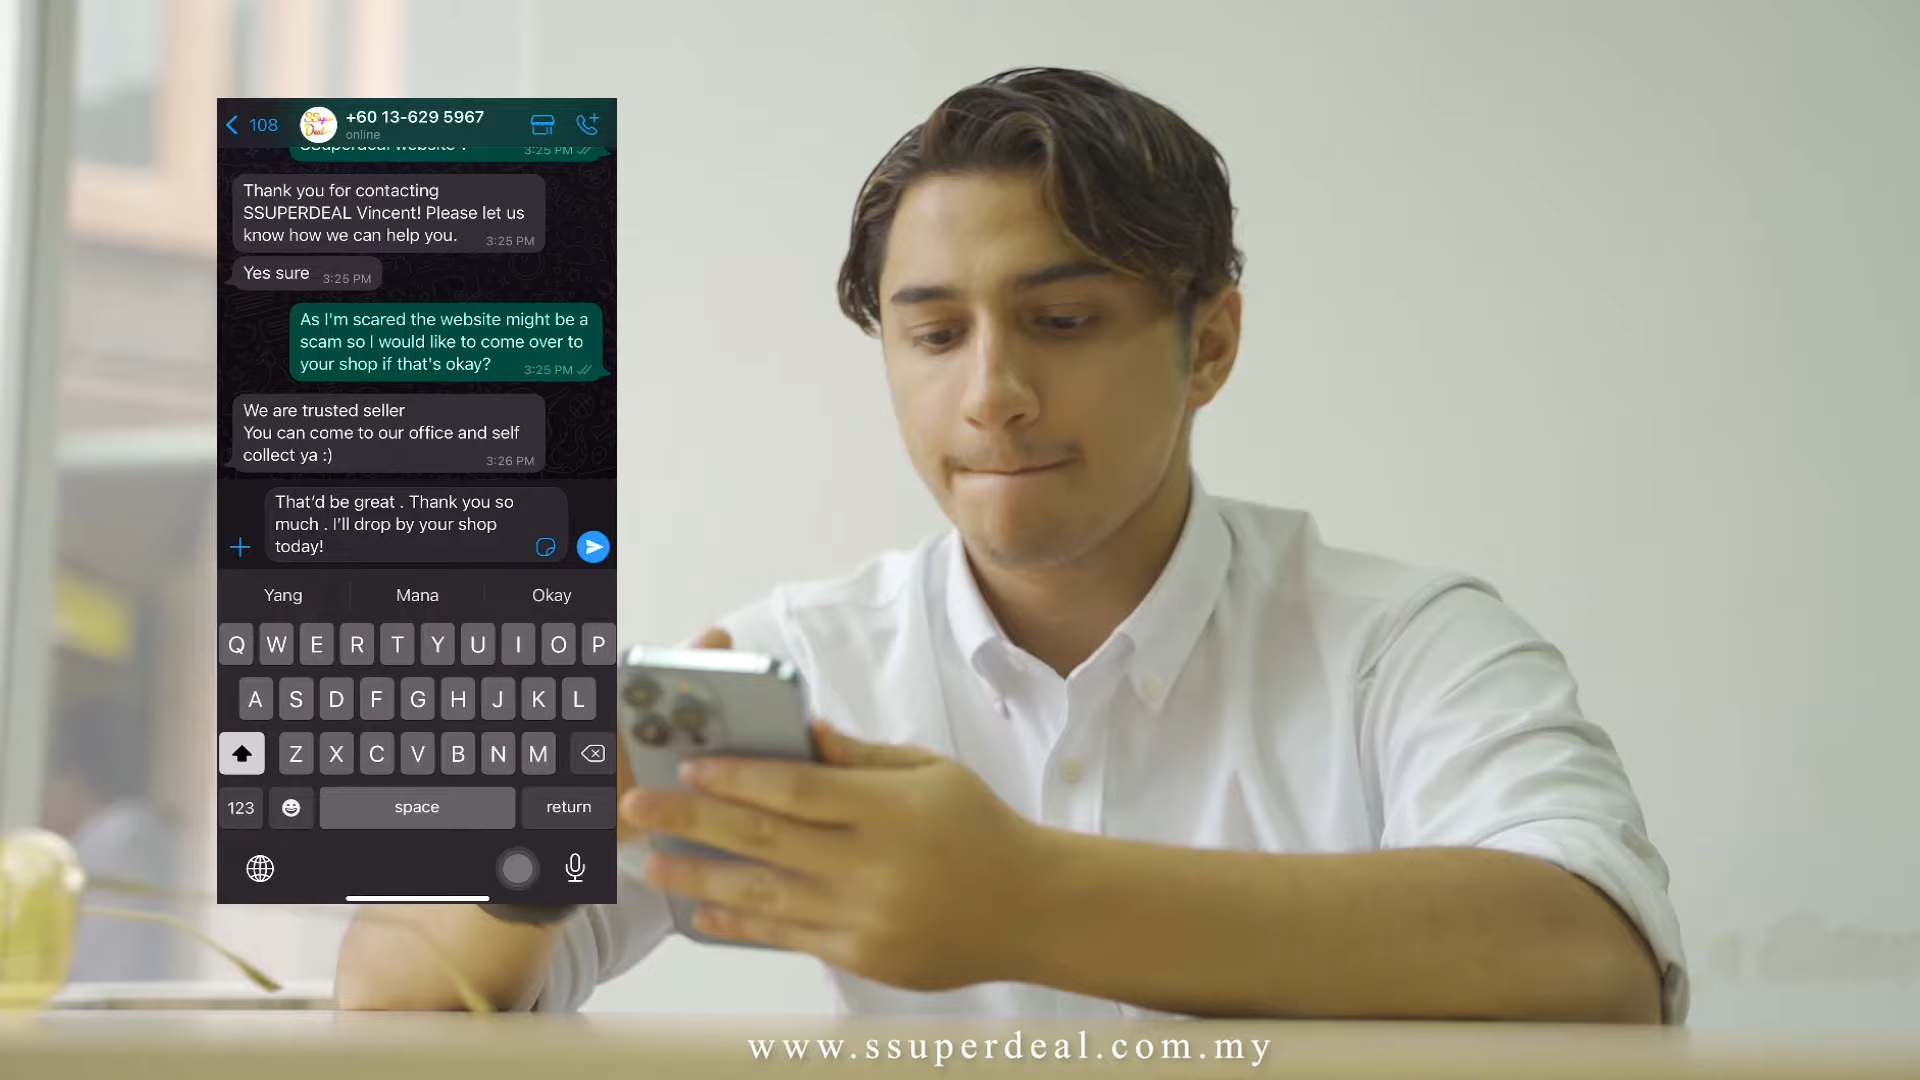 108
SSuper
Deal
+60 13-629 5967
online
SSuperdeal website ?
3:25 PM
Thank you for contacting
SSUPERDEAL Vincent! Please let us
know how we can help you.
3:25 PM
Yes sure
3:25 PM
As I'm scared the website might be a
scam so I would like to come over to
your shop if that's okay?
3:25 PM
We are trusted seller
You can come to our office and self
collect ya :)
3:26 PM
That'd be great . Thank you so
much . I'll drop by your shop
today!
Yang Mana Okay
Q W E R T Y U I O P
A S D F G H J K L
Z X C V B N M
123 space return
www.ssuperdeal.com.my